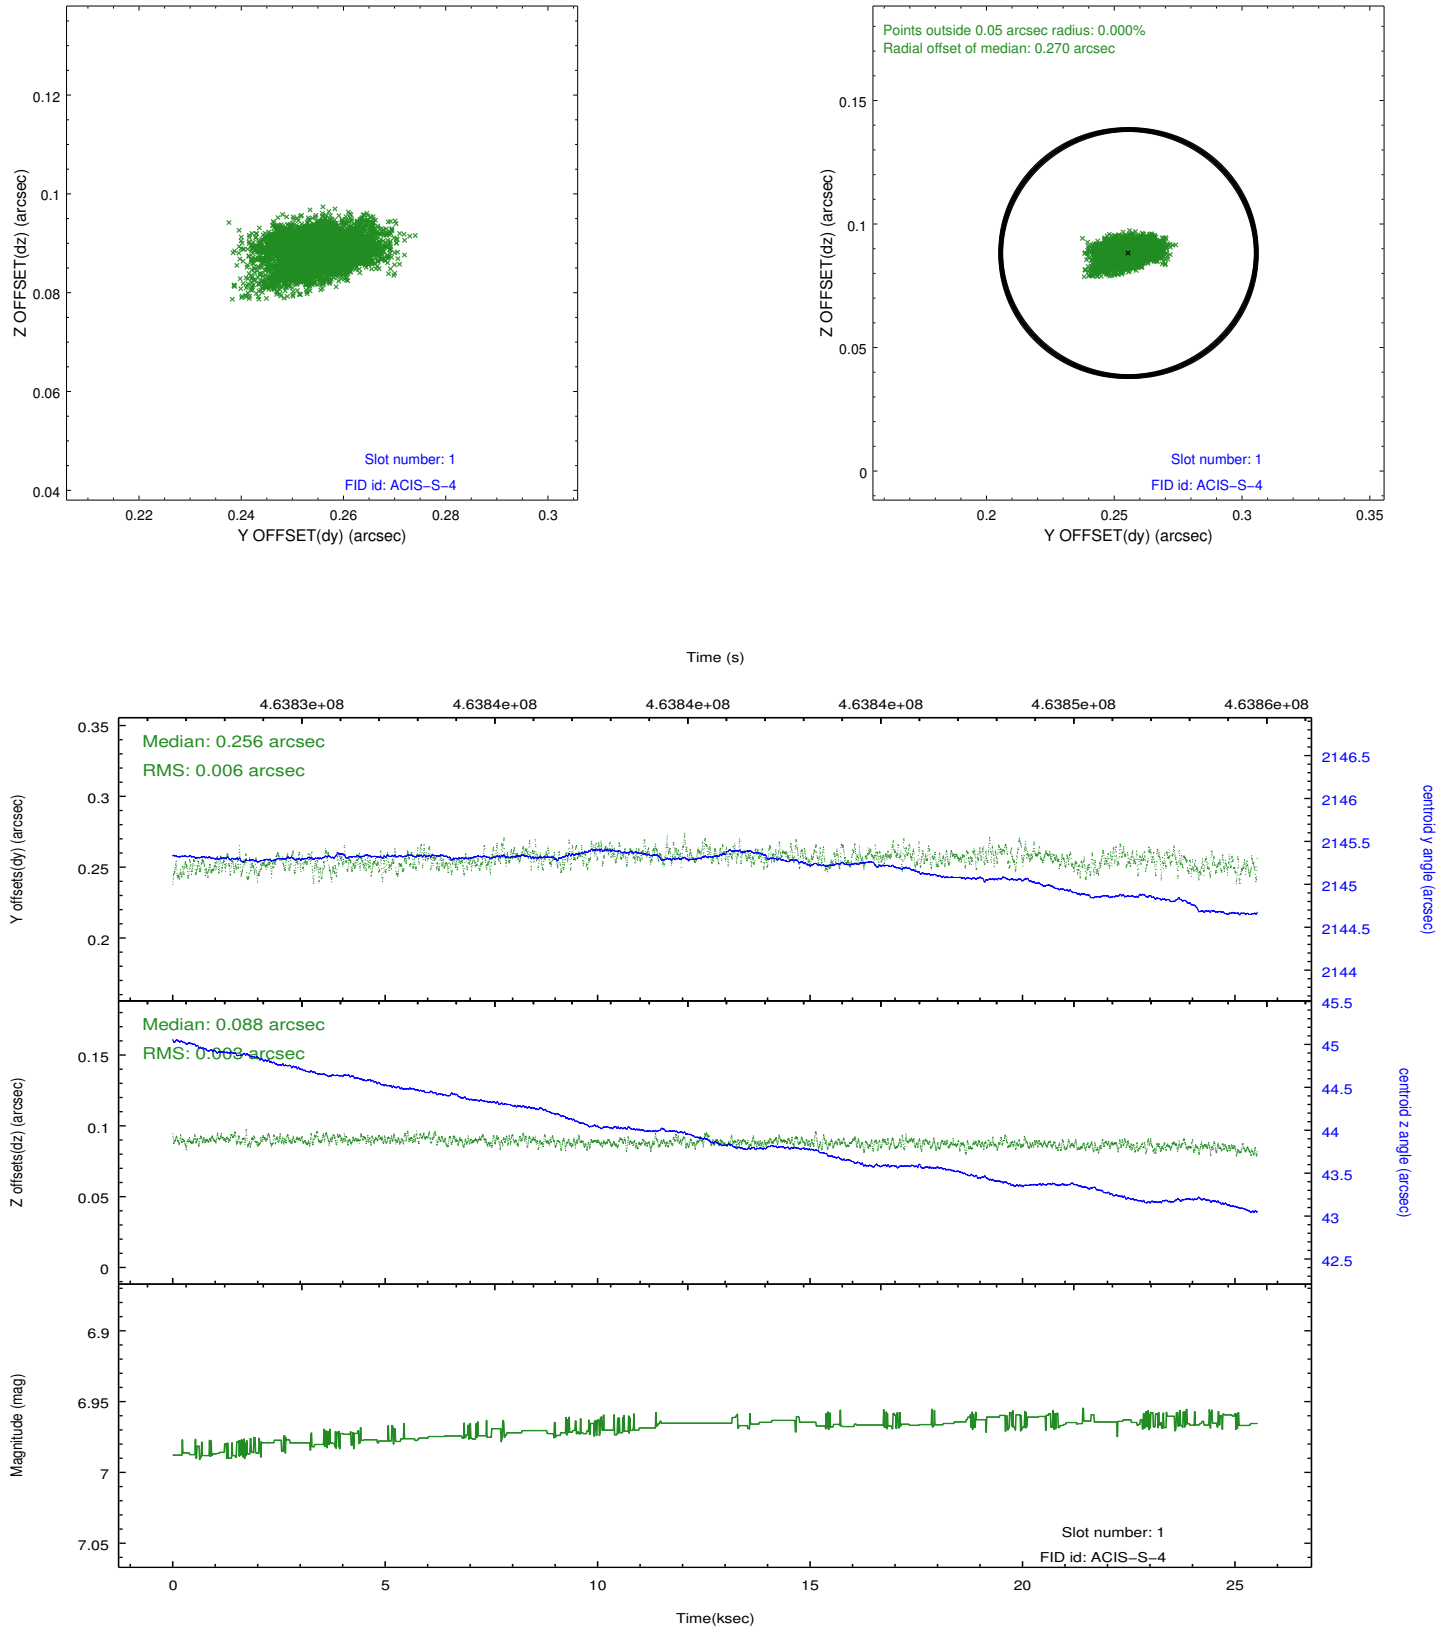 0.12
0.1
0.08
0.06
0.04
Z OFFSET(dz) (arcsec)
Slot number: 1
FID id: ACIS−S−4
0.22 0.24 0.26 0.28 0.3
Y OFFSET(dy) (arcsec)
Points outside 0.05 arcsec radius: 0.000%
Radial offset of median: 0.270 arcsec
0.15
0.1
0.05
0
Z OFFSET(dz) (arcsec)
Slot number: 1
FID id: ACIS−S−4
0.2 0.25 0.3 0.35
Y OFFSET(dy) (arcsec)
Time (s)
4.6383e+08 4.6384e+08 4.6384e+08 4.6384e+08 4.6385e+08 4.6386e+08
Median: 0.256 arcsec
RMS: 0.006 arcsec
0.35
0.3
0.25
0.2
Y offsets(dy) (arcsec)
2146.5
2146
2145.5
2145
2144.5
2144
centroid y angle (arcsec)
Median: 0.088 arcsec
RMS: 0.003 arcsec
0.15
0.1
0.05
0
Z offsets(dz) (arcsec)
45.5
45
44.5
44
43.5
43
42.5
centroid z angle (arcsec)
6.9
6.95
7
7.05
Magnitude (mag)
Slot number: 1
FID id: ACIS−S−4
0 5 10 15 20 25
Time(ksec)